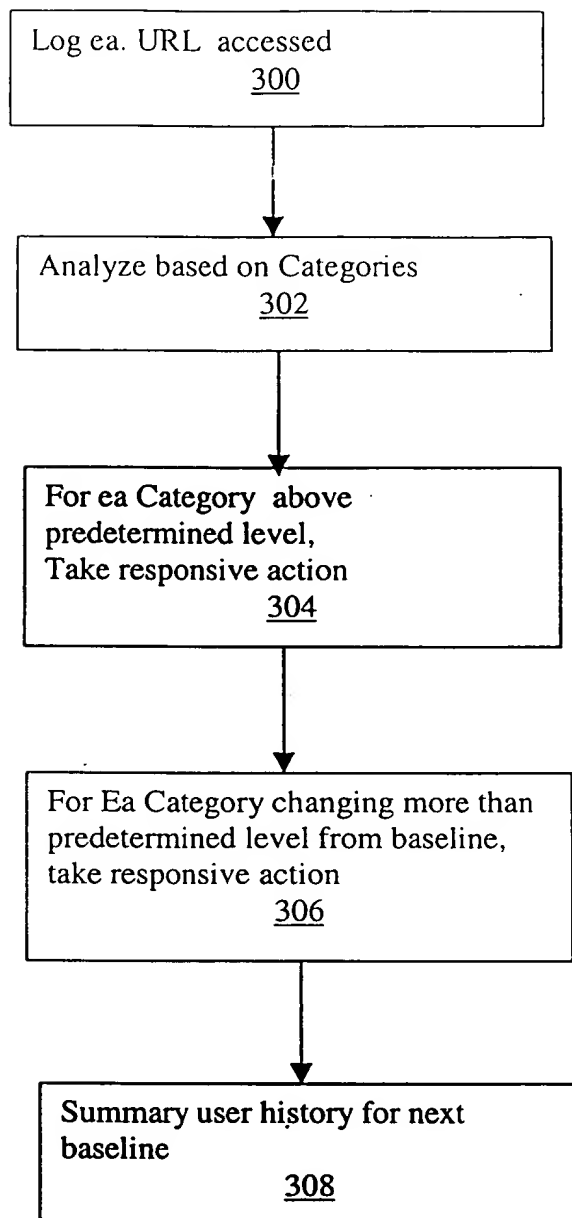 Log ea. URL accessed
300
Analyze based on Categories
302
For ea Category above
predetermined level,
Take responsive action
304
For Ea Category changing more than
predetermined level from baseline,
take responsive action
306
Summary user history for next
baseline
308